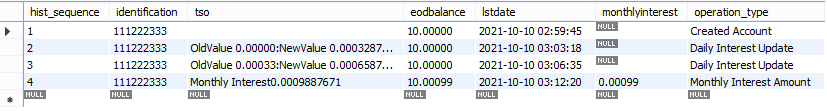 hist_sequence identification tso eodbalance lstdate monthlyinterest operation_type
1 111222333 10.00000 2021-10-10 02:59:45 NULL Created Account
2 111222333 OldValue 0.00000:NewValue 0.0003287... 10.00000 2021-10-10 03:03:18 NULL Daily Interest Update
3 111222333 OldValue 0.00033:NewValue 0.0006587... 10.00000 2021-10-10 03:06:35 NULL Daily Interest Update
4 111222333 Monthly Interest0.0009887671 10.00099 2021-10-10 03:12:20 0.00099 Monthly Interest Amount
NULL NULL NULL NULL NULL NULL NULL